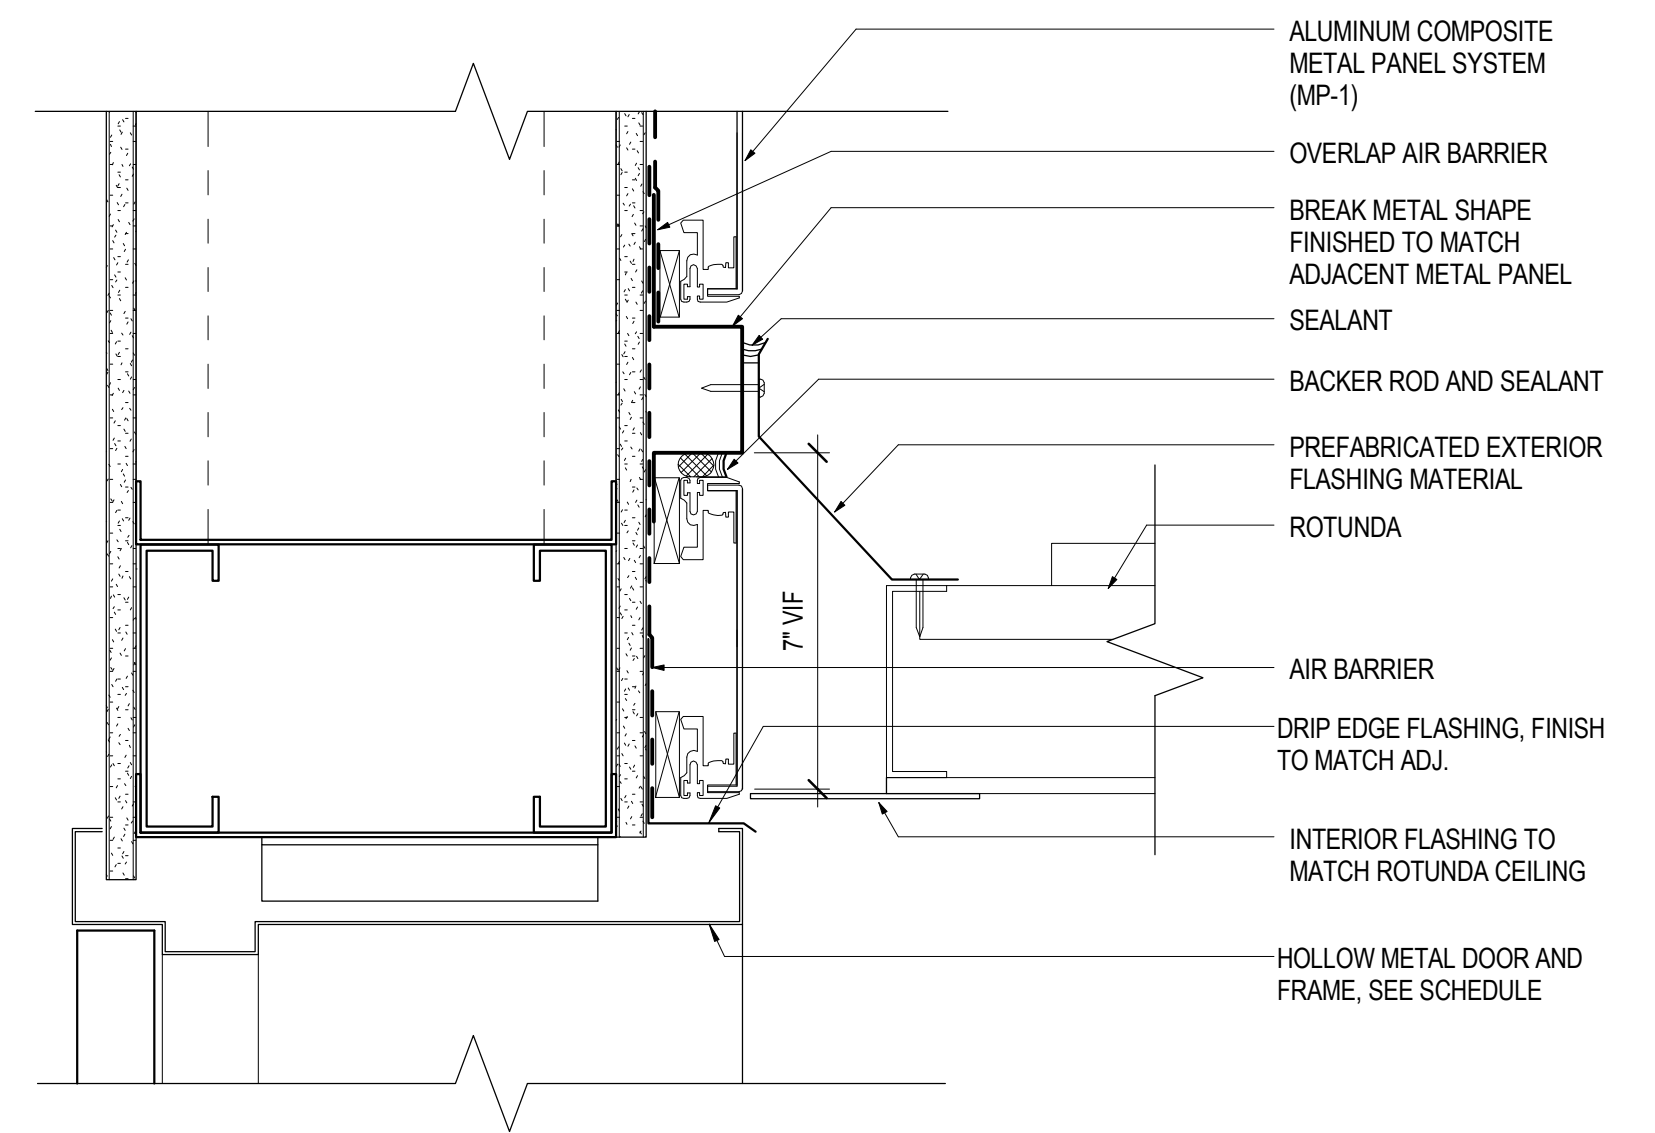 ALUMINUM COMPOSITE
METAL PANEL SYSTEM
(MP-1)
OVERLAP AIR BARRIER
BREAK METAL SHAPE
FINISHED TO MATCH
ADJACENT METAL PANEL
SEALANT
BACKER ROD AND SEALANT
PREFABRICATED EXTERIOR
FLASHING MATERIAL
ROTUNDA
7" VIF
AIR BARRIER
DRIP EDGE FLASHING, FINISH
TO MATCH ADJ.
INTERIOR FLASHING TO
MATCH ROTUNDA CEILING
HOLLOW METAL DOOR AND
FRAME, SEE SCHEDULE